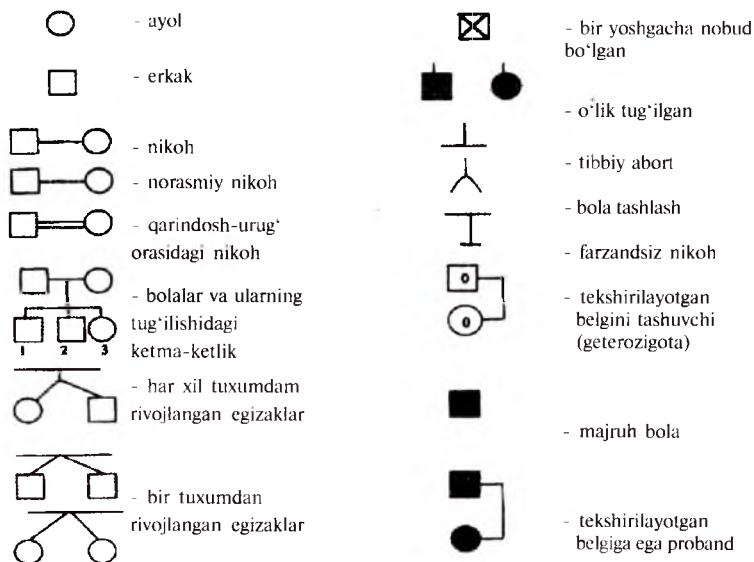 - ayol
- erkak
- nikoh
- norasmiy nikoh
- qarindosh-urug‘
orasidagi nikoh
- bolalar va ularning
tug‘ilishidagi
ketma-ketlik
1 2 3
- har xil tuxumdam
rivojlangan egizaklar
- bir tuxumdan
rivojlangan egizaklar
- bir yoshgacha nobud
bo‘lgan
- o‘lik tug‘ilgan
- tibbiy abort
- bola tashlash
- farzandsiz nikoh
0
0
- tekshirilayotgan
belgini tashuvchi
(geterozigota)
- majruh bola
- tekshirilayotgan
belgiga ega proband